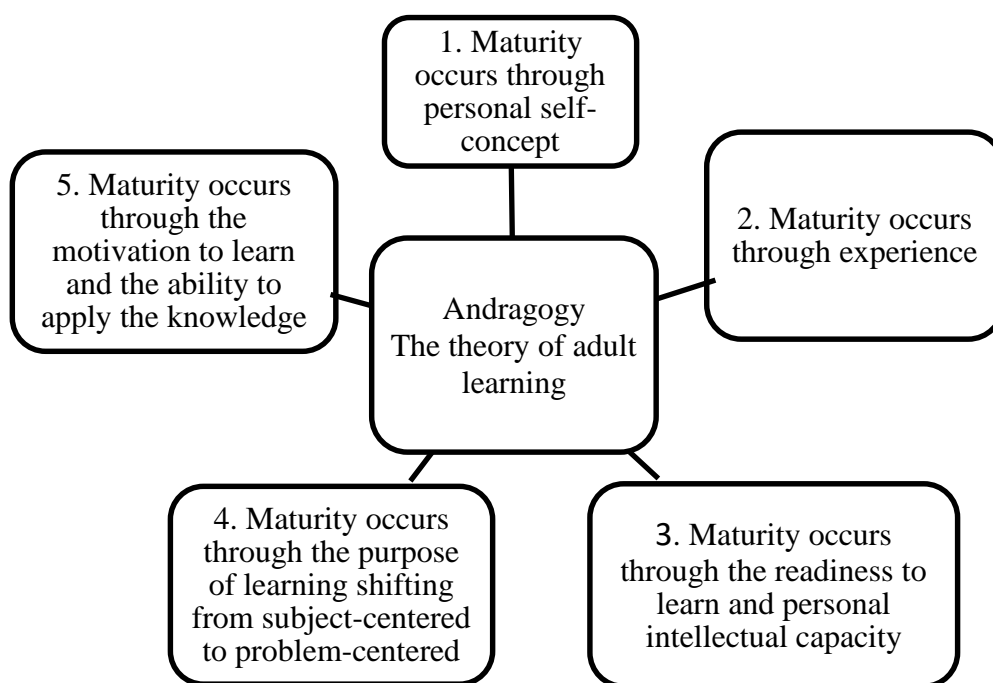 1. Maturity
occurs through
personal self-
concept
2. Maturity occurs
through experience
3. Maturity occurs
through the readiness to
learn and personal
intellectual capacity
4. Maturity occurs
through the purpose
of learning shifting
from subject-centered
to problem-centered
5. Maturity occurs
through the
motivation to learn
and the ability to
apply the knowledge
Andragogy
The theory of adult
learning